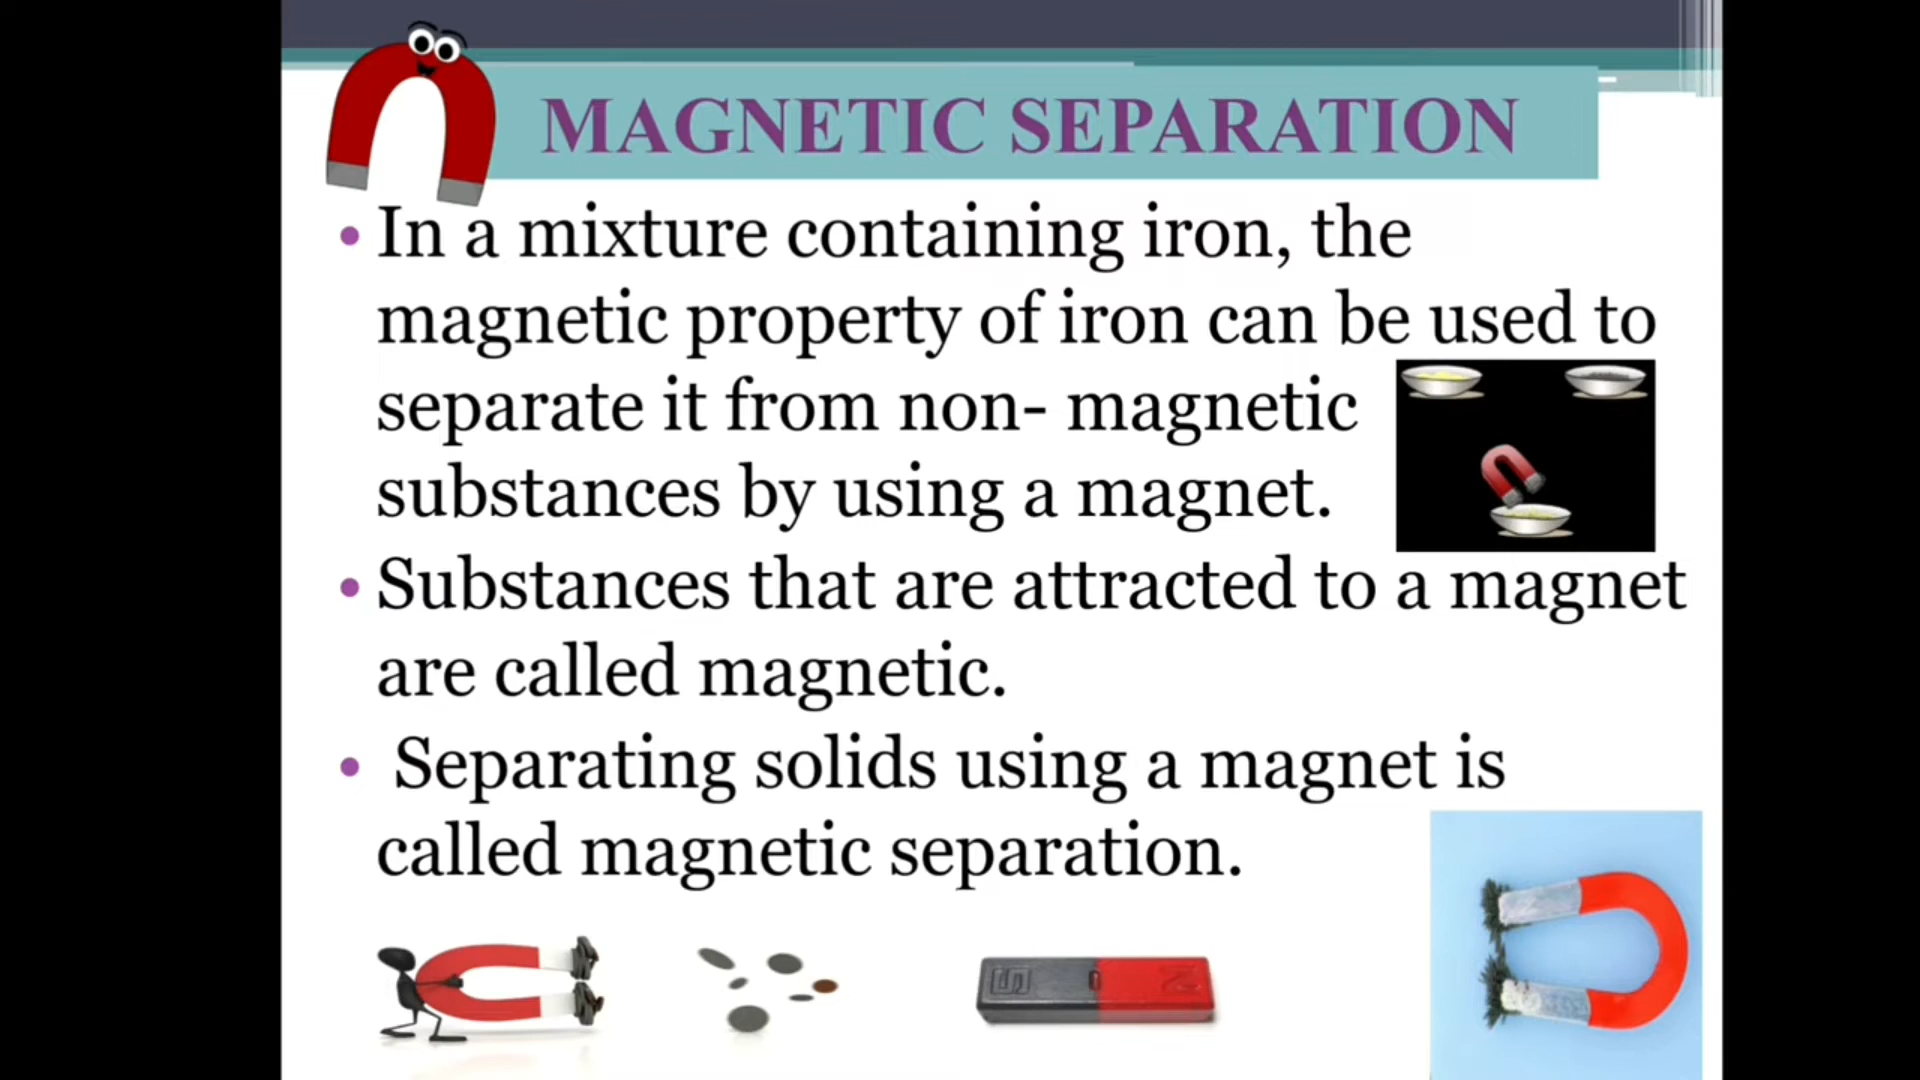 MAGNETIC SEPARATION
• In a mixture containing iron, the
magnetic property of iron can be used to
separate it from non- magnetic
substances by using a magnet.
• Substances that are attracted to a magnet
are called magnetic.
• Separating solids using a magnet is
called magnetic separation.